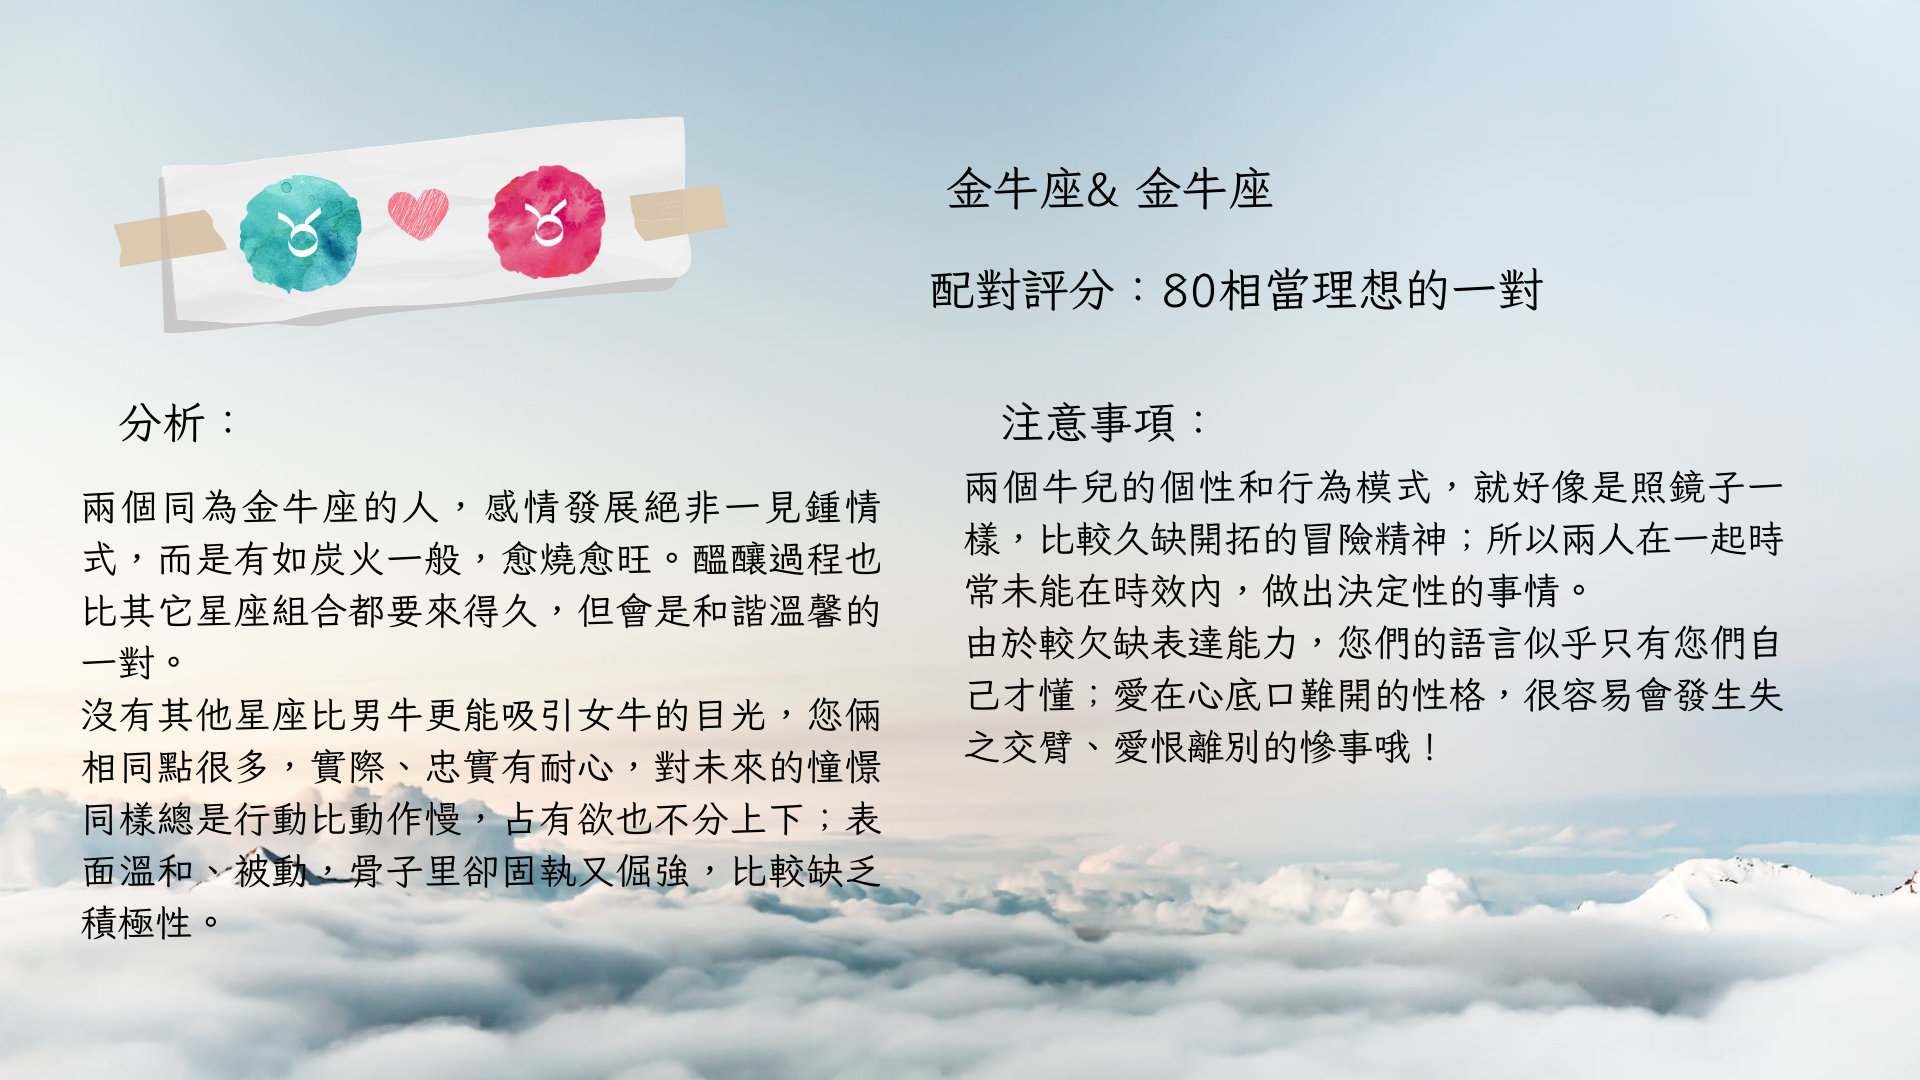 金牛座& 金牛座
配對評分：80相當理想的一對
分析：
兩個同為金牛座的人，感情發展絕非一見鍾情
式，而是有如炭火一般，愈燒愈旺。醞釀過程也
比其它星座組合都要來得久，但會是和諧溫馨的
一對。
沒有其他星座比男牛更能吸引女牛的目光，您倆
相同點很多，實際、忠實有耐心，對未來的憧憬
同樣總是行動比動作慢，占有欲也不分上下；表
面溫和、被動，骨子里卻固執又倔強，比較缺乏
積極性。
注意事項：
兩個牛兒的個性和行為模式，就好像是照鏡子一
樣，比較久缺開拓的冒險精神；所以兩人在一起時
常未能在時效內，做出決定性的事情。
由於較欠缺表達能力，您們的語言似乎只有您們自
己才懂；愛在心底口難開的性格，很容易會發生失
之交臂、愛恨離別的慘事哦！